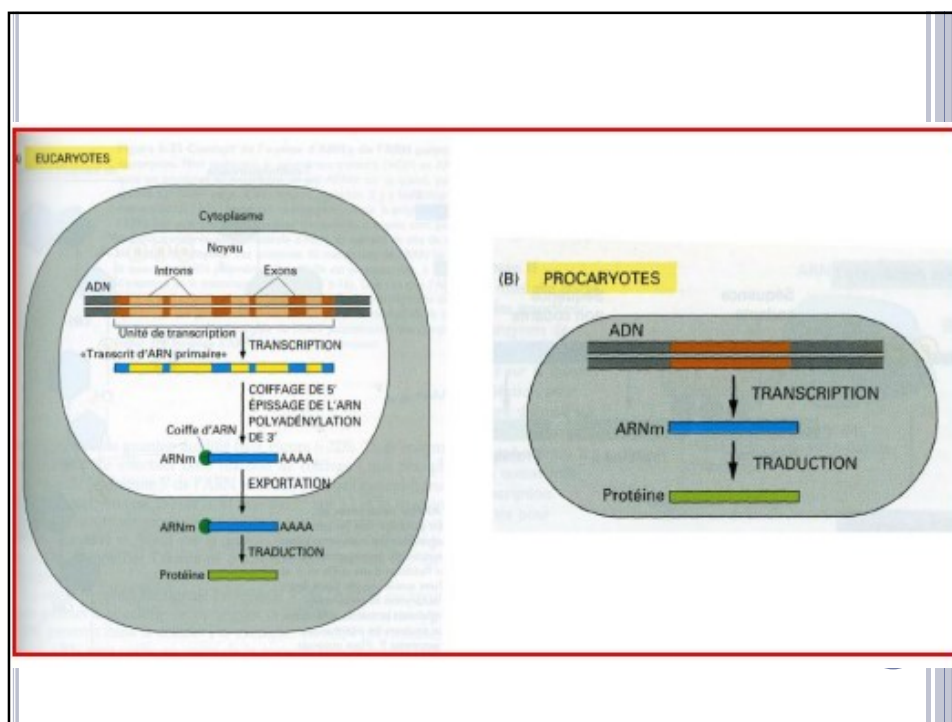 ) EUCARYOTES
Cytoplasme
Noyau
Introns Exons
ADN
Unité de transcription
TRANSCRIPTION
«Transcrit d'ARN primaire»
COIFFAGE DE 5'
ÉPISSAGE DE L'ARN
POLYADÉNYLATION
DE 3'
Coiffe d'ARN
ARNm AAAA
EXPORTATION
ARNm AAAA
TRADUCTION
Protéine
(B) PROCARYOTES
ADN
TRANSCRIPTION
ARNm
TRADUCTION
Protéine